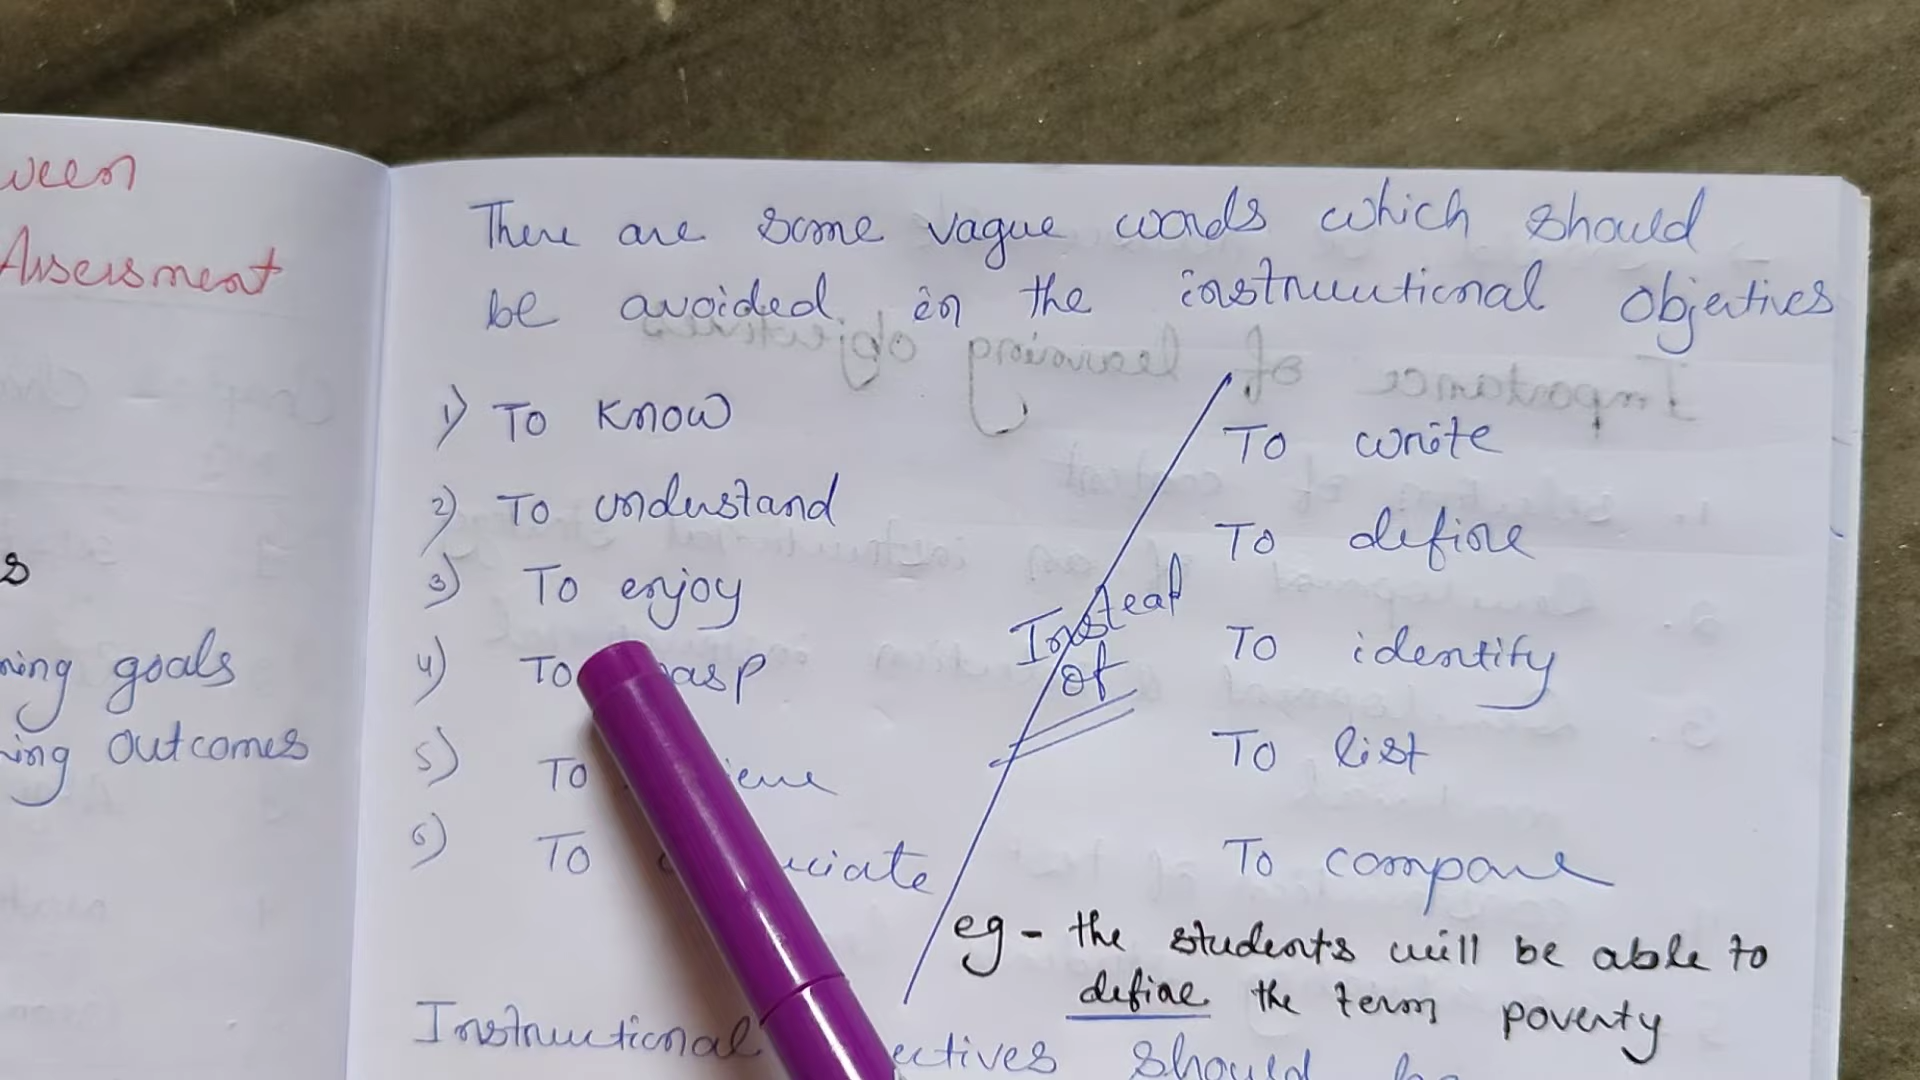 ween
Assessment
s
ning goals
ning outcomes
There are some vague words which should
be avoided in the instructional objectives
1) To know
2) To understand
3) To enjoy
4) To
5) To
6) To
Instead
of
To write
To define
To identify
To list
To compare
eg - the students will be able to
define the term poverty
Instructional should